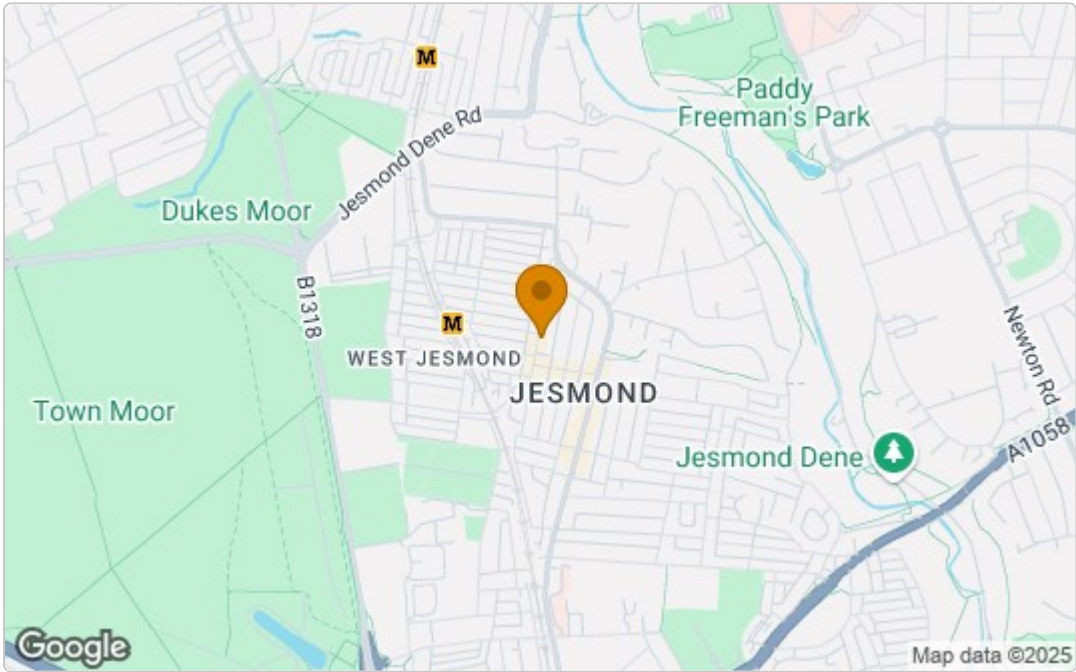 M
Paddy
Freeman's Park
Jesmond Dene Rd
Dukes Moor
B1318
M
WEST JESMOND
JESMOND
Newton Rd
Town Moor
Jesmond Dene
A1058
Google
Map data ©2025